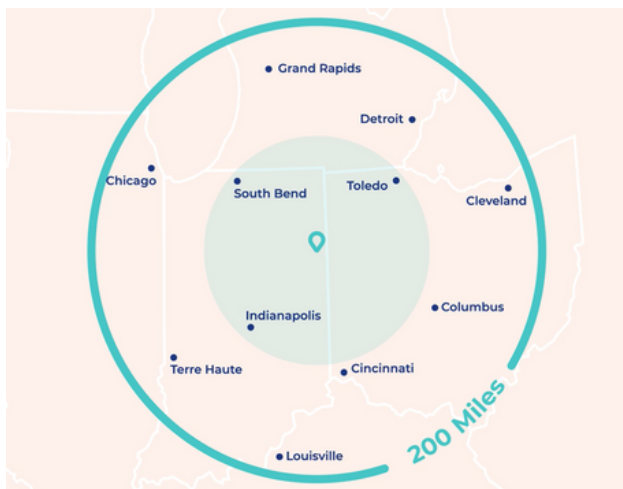 Grand Rapids
Detroit
Chicago
South Bend
Toledo
Cleveland
Columbus
Indianapolis
Terre Haute
Cincinnati
200 Miles
Louisville